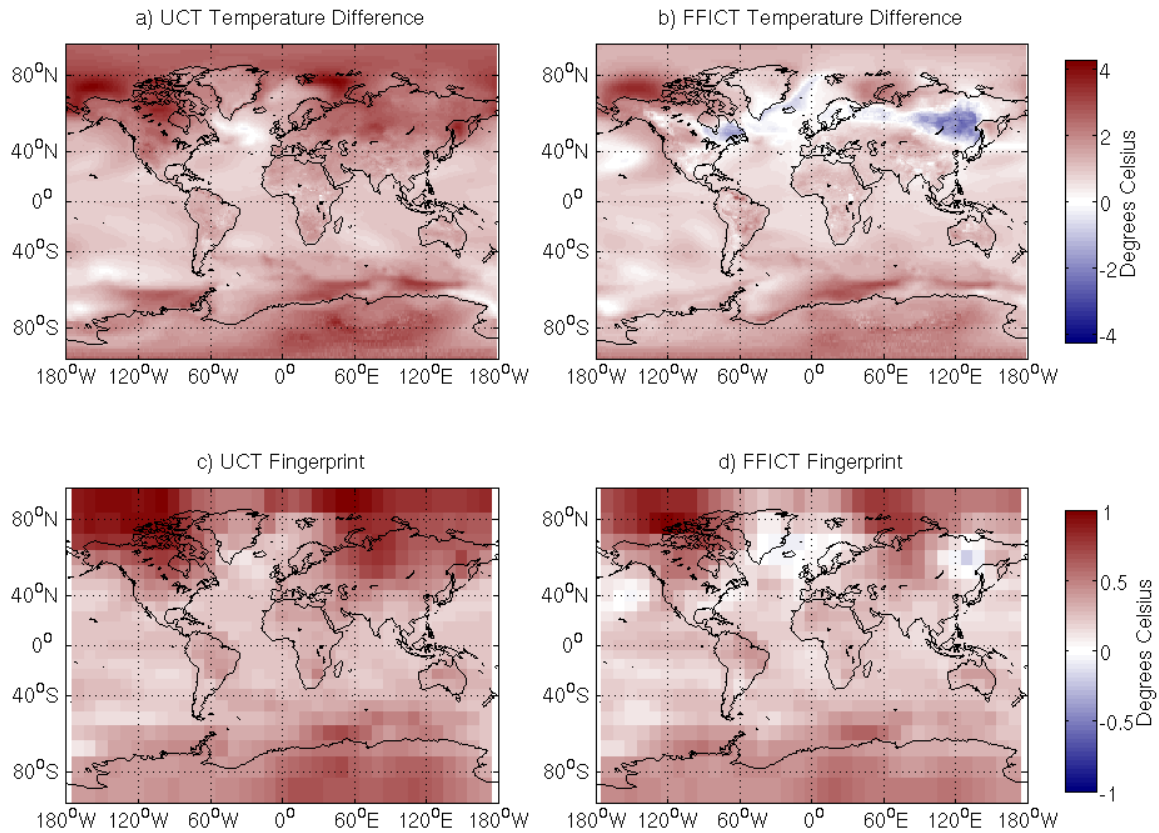 a) UCT Temperature Difference
b) FFICT Temperature Difference
80°N
40°N
0°
40°S
80°S
180°W 120°W 60°W 0° 60°E 120°E 180°W
80°N
40°N
0°
40°S
80°S
180°W 120°W 60°W 0° 60°E 120°E 180°W
4
2
0
-2
-4
Degrees Celsius
c) UCT Fingerprint
d) FFICT Fingerprint
80°N
40°N
0°
40°S
80°S
180°W 120°W 60°W 0° 60°E 120°E 180°W
80°N
40°N
0°
40°S
80°S
180°W 120°W 60°W 0° 60°E 120°E 180°W
1
0.5
0
-0.5
-1
Degrees Celsius